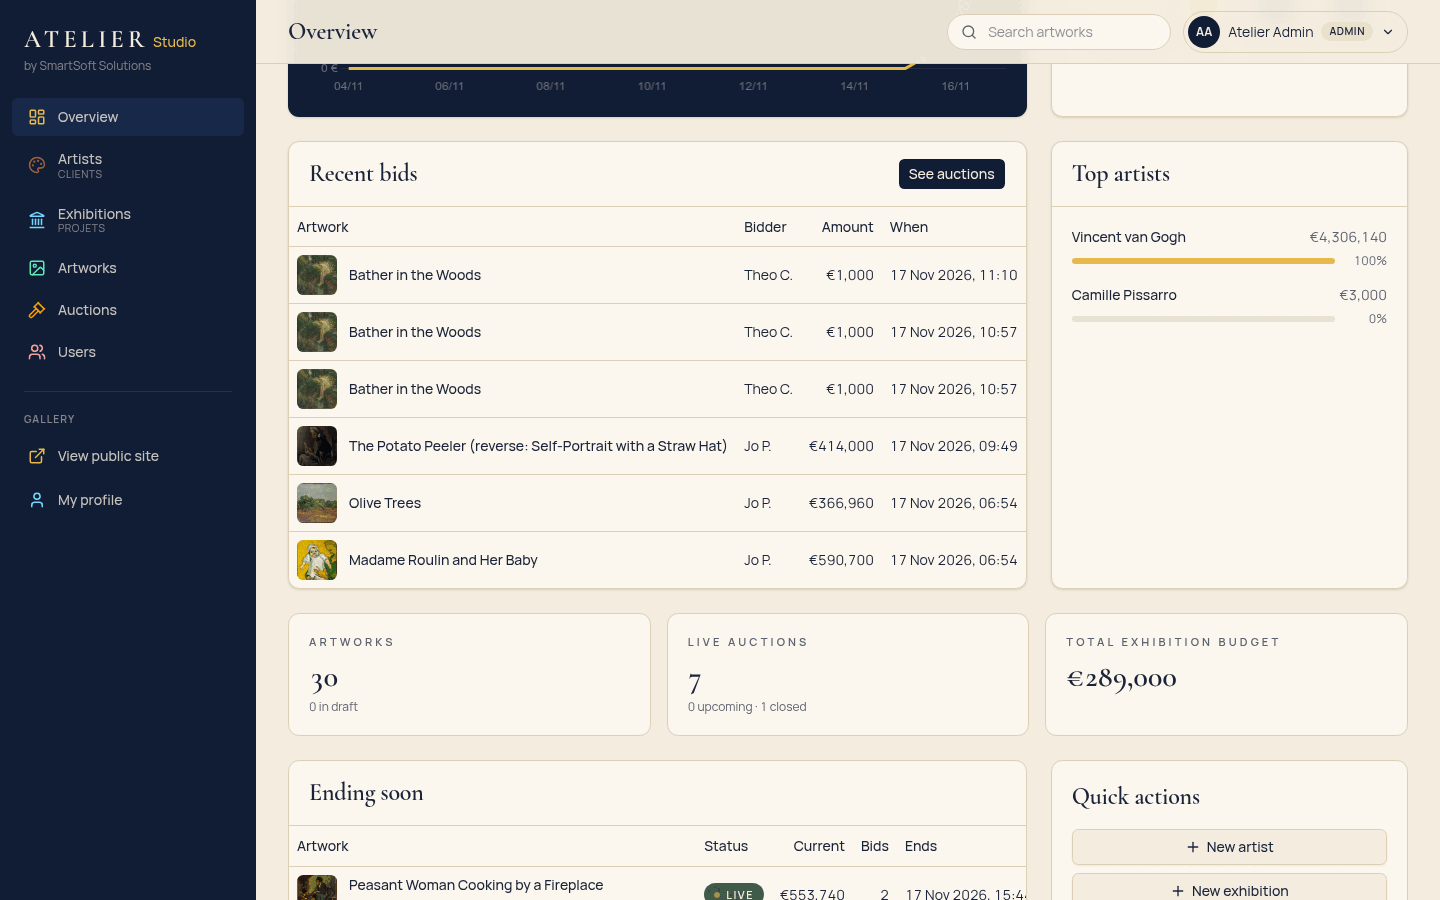 ATELIER Studio
by SmartSoft Solutions
Overview
Artists
CLIENTS
Exhibitions
PROJETS
Artworks
Auctions
Users
GALLERY
View public site
My profile
Overview
Search artworks
AA Atelier Admin ADMIN
0 €
04/11 06/11 08/11 10/11 12/11 14/11 16/11
Recent bids
See auctions
Artwork Bidder Amount When
Bather in the Woods Theo C. €1,000 17 Nov 2026, 11:10
Bather in the Woods Theo C. €1,000 17 Nov 2026, 10:57
Bather in the Woods Theo C. €1,000 17 Nov 2026, 10:57
The Potato Peeler (reverse: Self-Portrait with a Straw Hat) Jo P. €414,000 17 Nov 2026, 09:49
Olive Trees Jo P. €366,960 17 Nov 2026, 06:54
Madame Roulin and Her Baby Jo P. €590,700 17 Nov 2026, 06:54
Top artists
Vincent van Gogh €4,306,140
100%
Camille Pissarro €3,000
0%
ARTWORKS
30
0 in draft
LIVE AUCTIONS
7
0 upcoming · 1 closed
TOTAL EXHIBITION BUDGET
€289,000
Ending soon
Artwork Status Current Bids Ends
Peasant Woman Cooking by a Fireplace LIVE €553,740 2 17 Nov 2026, 15:4
Quick actions
New artist
New exhibition